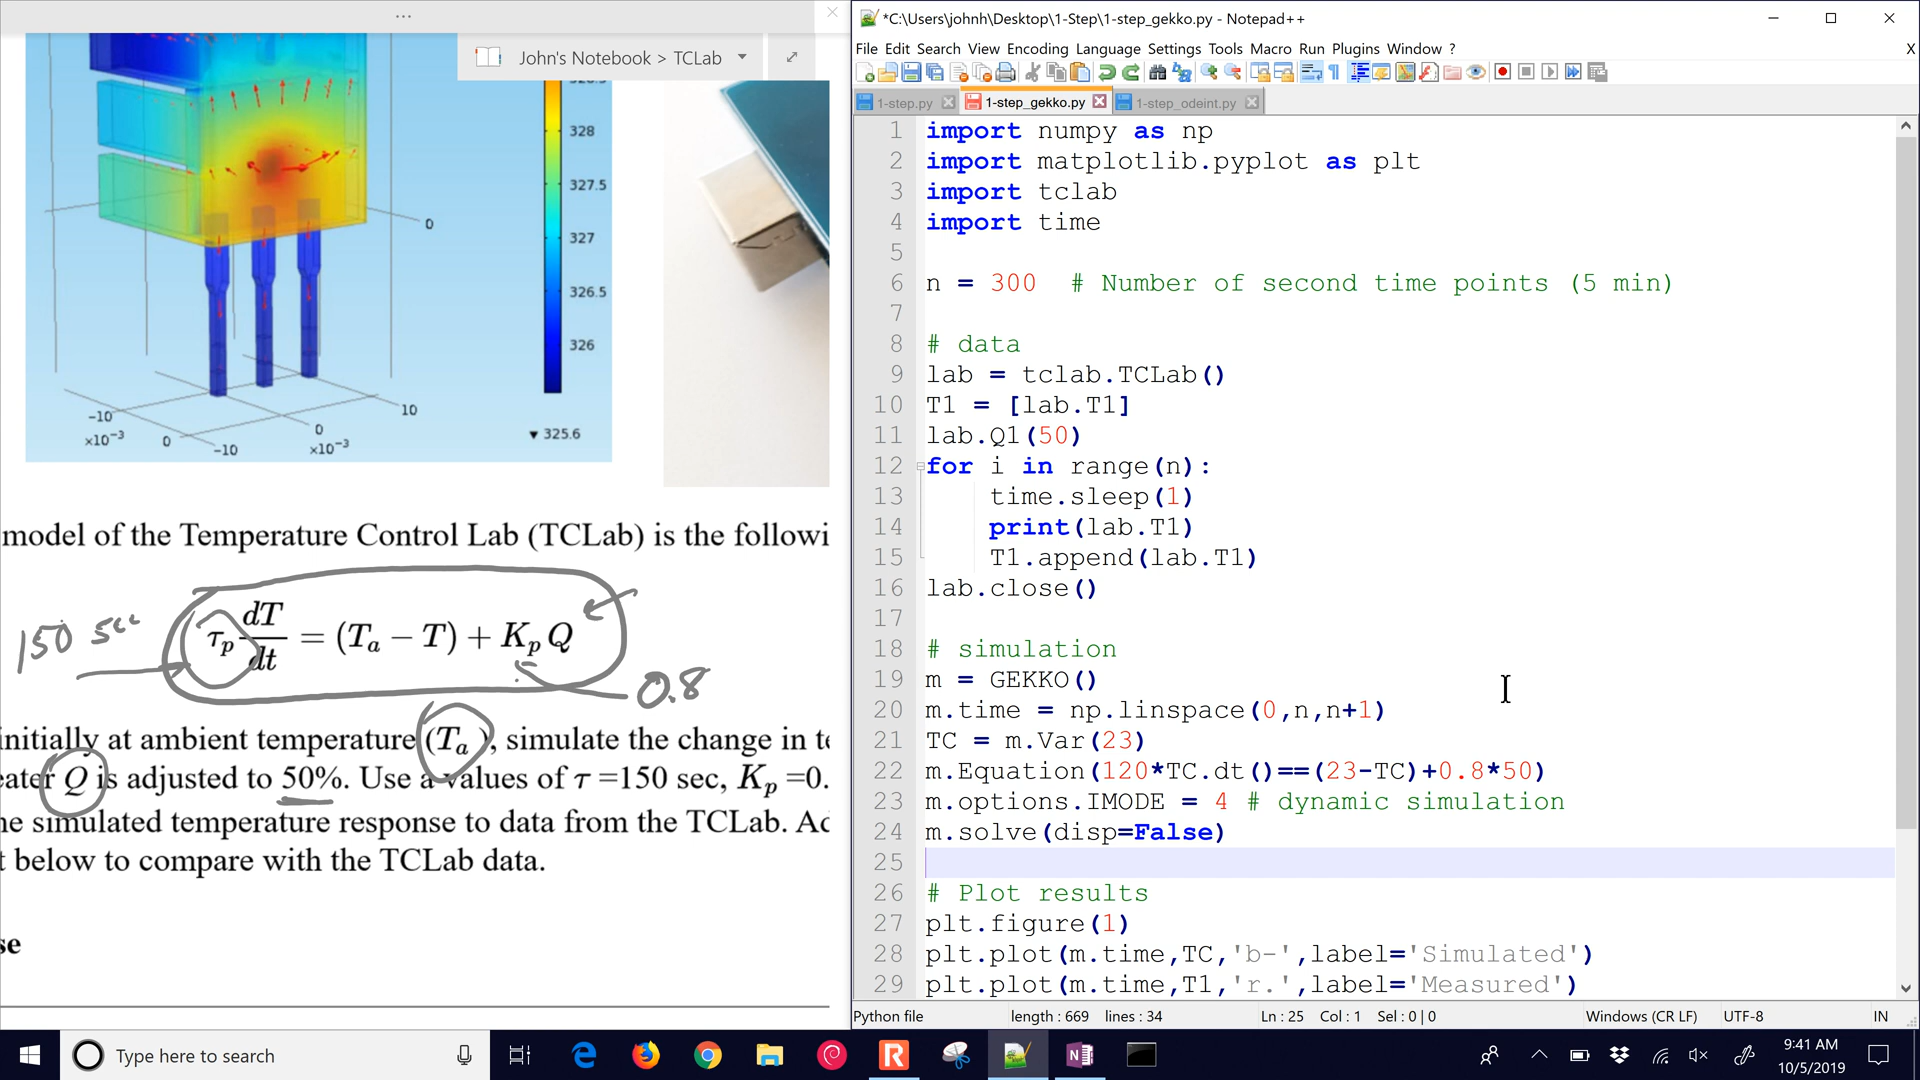 ...
John's Notebook > TCLab
328
327.5
327
326.5
326
0
10
0
-10
-10
×10⁻³
0
×10⁻³
▼ 325.6
model of the Temperature Control Lab (TCLab) is the followi
150 sec
τp dT/dt = (Ta − T) + Kp Q
0.8
initially at ambient temperature (Ta), simulate the change in te
eater Q is adjusted to 50%. Use a values of τ =150 sec, Kp =0.
he simulated temperature response to data from the TCLab. Ad
t below to compare with the TCLab data.
se
*C:\Users\johnh\Desktop\1-Step\1-step_gekko.py - Notepad++
File Edit Search View Encoding Language Settings Tools Macro Run Plugins Window ? X
1-step.py 1-step_gekko.py 1-step_odeint.py
1 import numpy as np
2 import matplotlib.pyplot as plt
3 import tclab
4 import time
5
6 n = 300  # Number of second time points (5 min)
7
8 # data
9 lab = tclab.TCLab()
10 T1 = [lab.T1]
11 lab.Q1(50)
12 for i in range(n):
13     time.sleep(1)
14     print(lab.T1)
15     T1.append(lab.T1)
16 lab.close()
17
18 # simulation
19 m = GEKKO()
20 m.time = np.linspace(0,n,n+1)
21 TC = m.Var(23)
22 m.Equation(120*TC.dt()==(23-TC)+0.8*50)
23 m.options.IMODE = 4 # dynamic simulation
24 m.solve(disp=False)
25
26 # Plot results
27 plt.figure(1)
28 plt.plot(m.time,TC,'b-',label='Simulated')
29 plt.plot(m.time,T1,'r.',label='Measured')
Python file length : 669 lines : 34 Ln : 25 Col : 1 Sel : 0 | 0 Windows (CR LF) UTF-8 IN
Type here to search
9:41 AM
10/5/2019